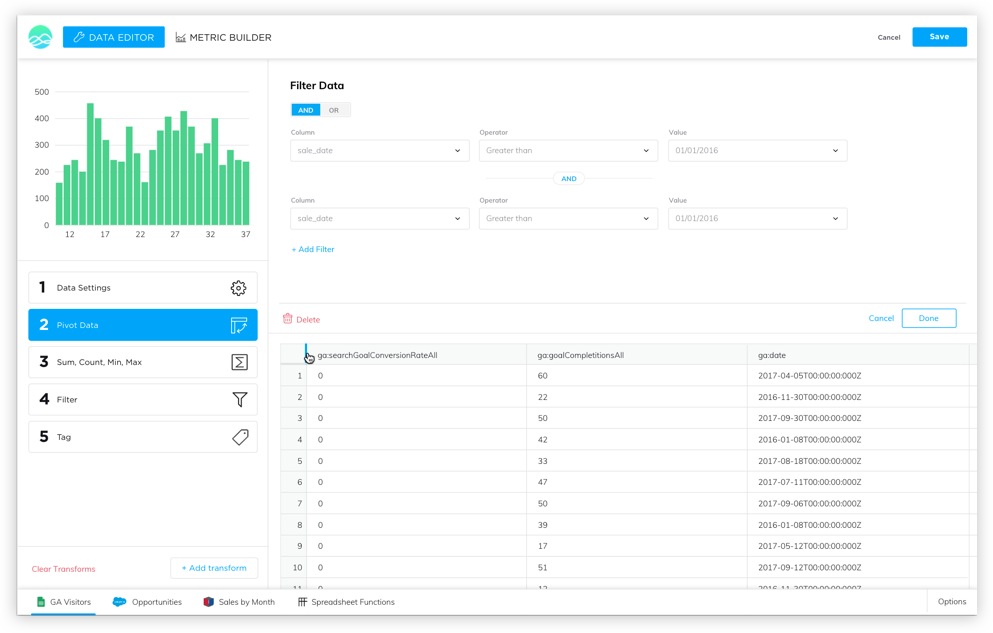 DATA EDITOR
METRIC BUILDER
Cancel
Save
500
400
300
200
100
0
12 17 22 27 32 37
1 Data Settings
2 Pivot Data
3 Sum, Count, Min, Max
4 Filter
5 Tag
Clear Transforms
+ Add transform
Filter Data
AND OR
Column Operator Value
sale_date Greater than 01/01/2016
AND
Column Operator Value
sale_date Greater than 01/01/2016
+ Add Filter
Delete
Cancel
Done
ga:searchGoalConversionRateAll ga:goalCompletitionsAll ga:date
1 0 60 2017-04-05T00:00:00:000Z
2 0 22 2016-11-30T00:00:00:000Z
3 0 50 2017-09-30T00:00:00:000Z
4 0 42 2016-01-08T00:00:00:000Z
5 0 33 2017-08-18T00:00:00:000Z
6 0 47 2017-07-11T00:00:00:000Z
7 0 50 2017-09-06T00:00:00:000Z
8 0 39 2016-01-08T00:00:00:000Z
9 0 17 2017-05-12T00:00:00:000Z
10 0 51 2017-09-12T00:00:00:000Z
GA Visitors
Opportunities
Sales by Month
Spreadsheet Functions
Options